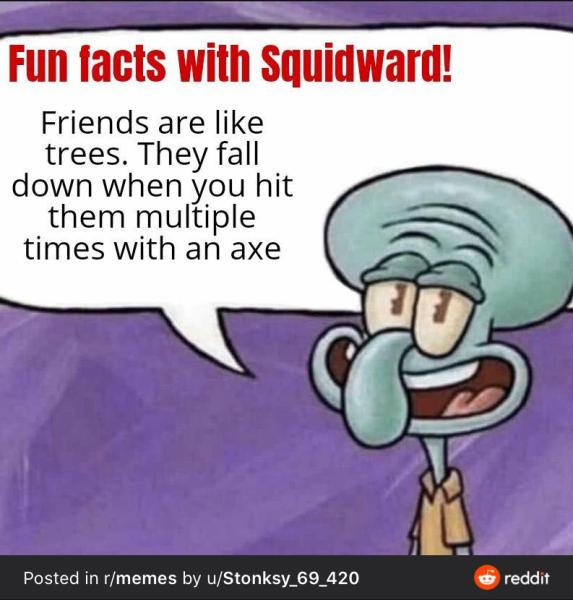 Fun facts with Squidward!
Friends are like
trees. They fall
down when you hit
them multiple
times with an axe
Posted in r/memes by u/Stonksy_69_420
reddit